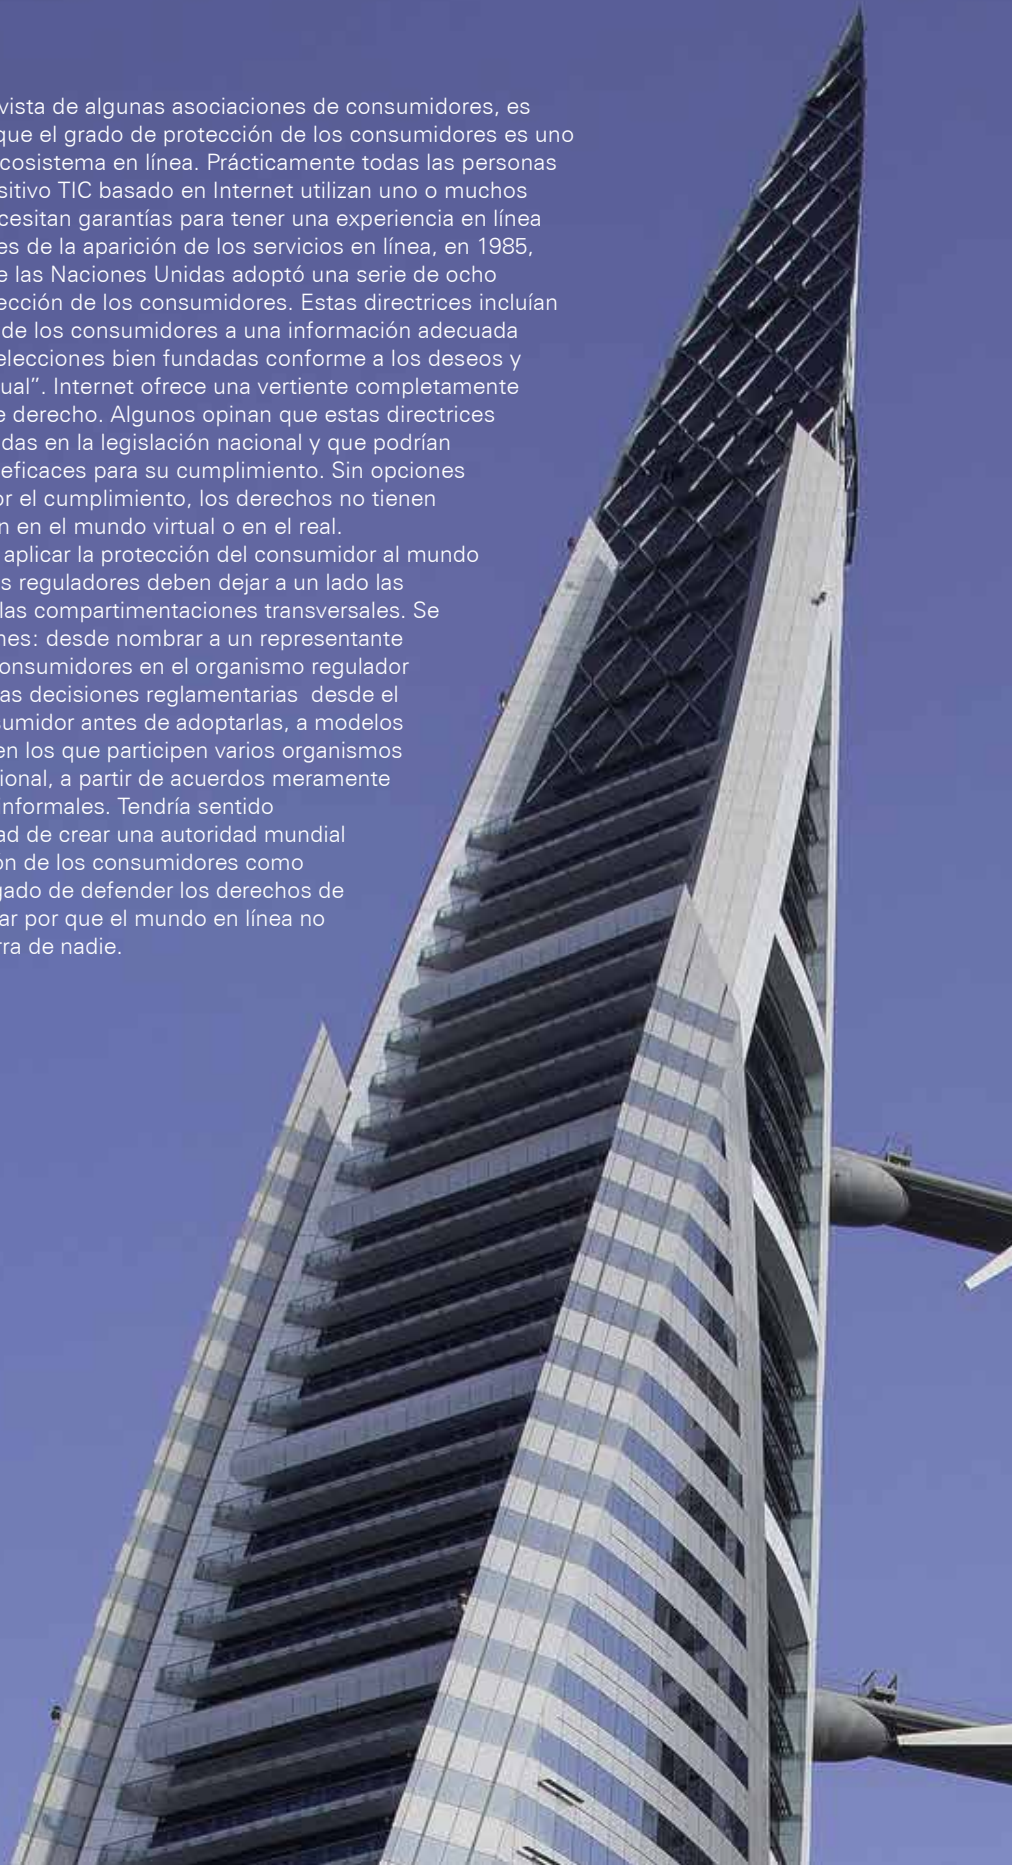 vista de algunas asociaciones de consumidores, es
que el grado de protección de los consumidores es uno
cosistema en línea. Prácticamente todas las personas
sitivo TIC basado en Internet utilizan uno o muchos
cesitan garantías para tener una experiencia en línea
es de la aparición de los servicios en línea, en 1985,
e las Naciones Unidas adoptó una serie de ocho
ección de los consumidores. Estas directrices incluían
de los consumidores a una información adecuada
elecciones bien fundadas conforme a los deseos y
ual”. Internet ofrece una vertiente completamente
e derecho. Algunos opinan que estas directrices
das en la legislación nacional y que podrían
eficaces para su cumplimiento. Sin opciones
or el cumplimiento, los derechos no tienen
n en el mundo virtual o en el real.
aplicar la protección del consumidor al mundo
s reguladores deben dejar a un lado las
las compartimentaciones transversales. Se
nes: desde nombrar a un representante
onsumidores en el organismo regulador
as decisiones reglamentarias desde el
sumidor antes de adoptarlas, a modelos
en los que participen varios organismos
ional, a partir de acuerdos meramente
informales. Tendría sentido
ad de crear una autoridad mundial
ón de los consumidores como
gado de defender los derechos de
ar por que el mundo en línea no
rra de nadie.